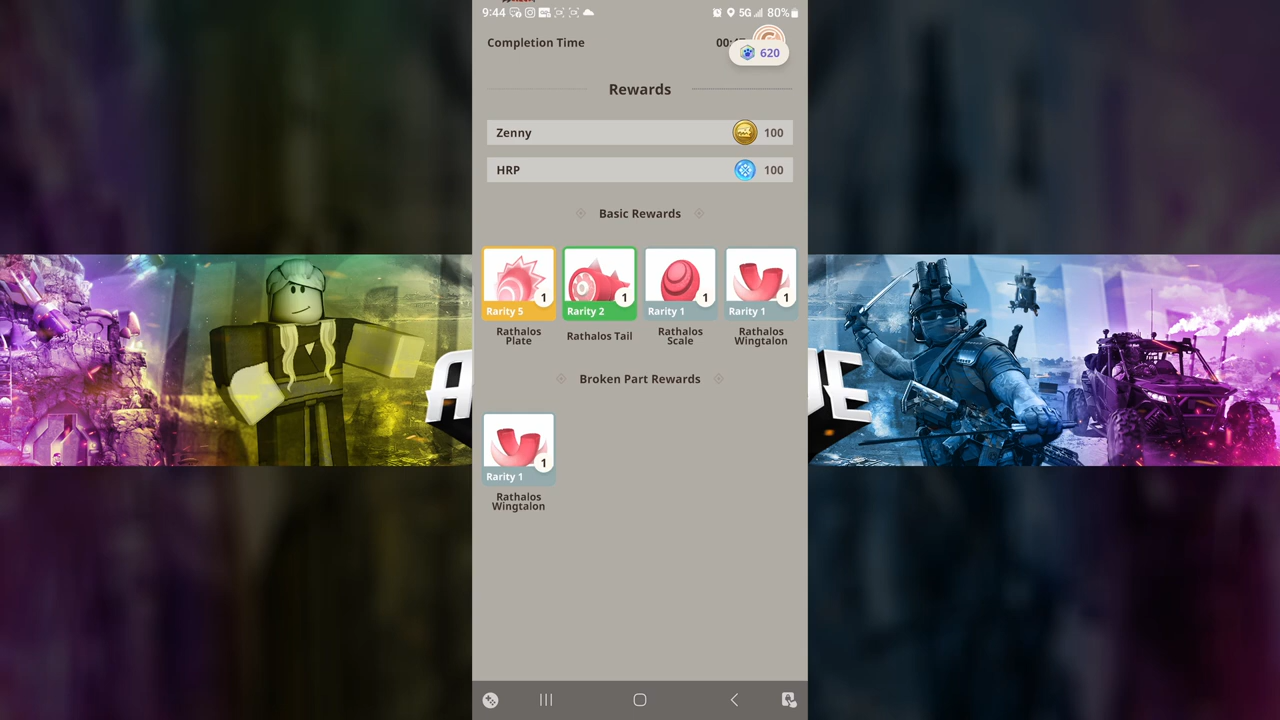 9:44 5G 80%
Completion Time 00:
620
Rewards
Zenny 100
HRP 100
Basic Rewards
1 1 1 1
Rarity 5 Rarity 2 Rarity 1 Rarity 1
Rathalos Plate
Rathalos Tail
Rathalos Scale
Rathalos Wingtalon
Broken Part Rewards
1
Rarity 1
Rathalos
Wingtalon